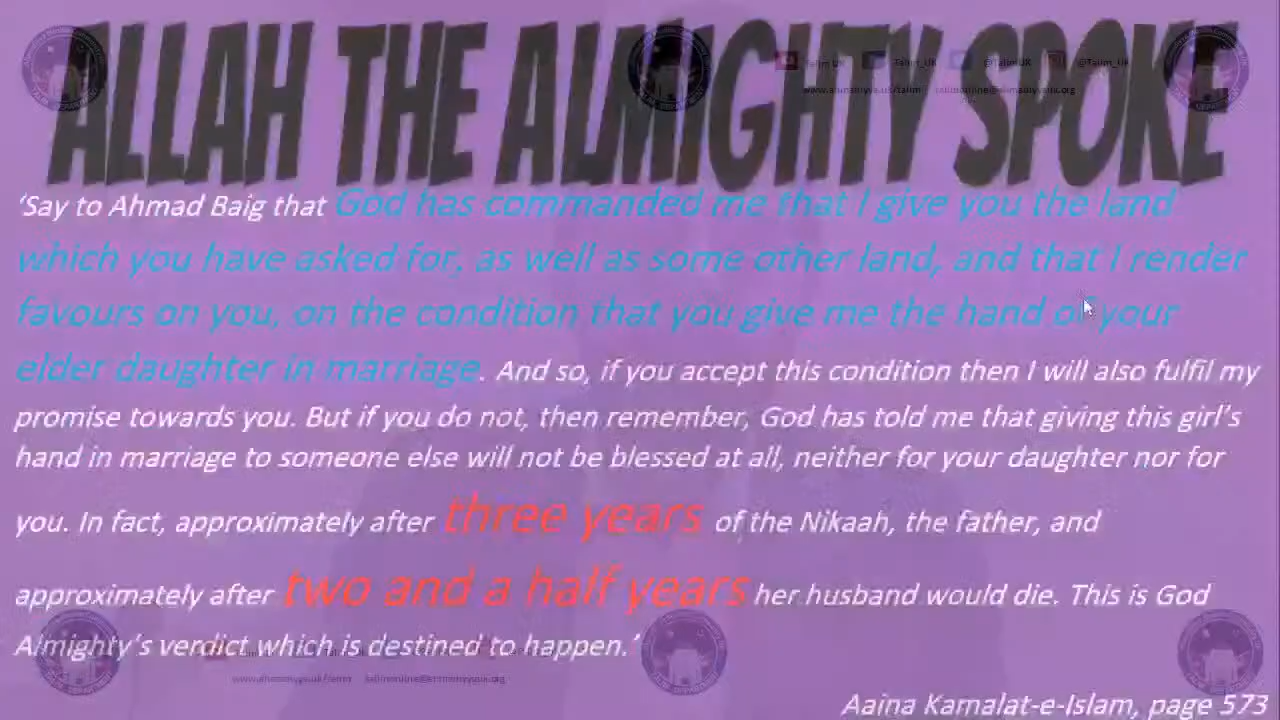 ALLAH THE ALMIGHTY SPOKE
Talim UK Talim_UK @TalimUK @Talim_UK
‘Say to Ahmad Baig that God has commanded me that I give you the land
which you have asked for, as well as some other land, and that I render
favours on you, on the condition that you give me the hand of your
elder daughter in marriage. And so, if you accept this condition then I will also fulfil my
promise towards you. But if you do not, then remember, God has told me that giving this girl’s
hand in marriage to someone else will not be blessed at all, neither for your daughter nor for
you. In fact, approximately after three years of the Nikaah, the father, and
approximately after two and a half years her husband would die. This is God
Almighty’s verdict which is destined to happen.’
Aaina Kamalat-e-Islam, page 573